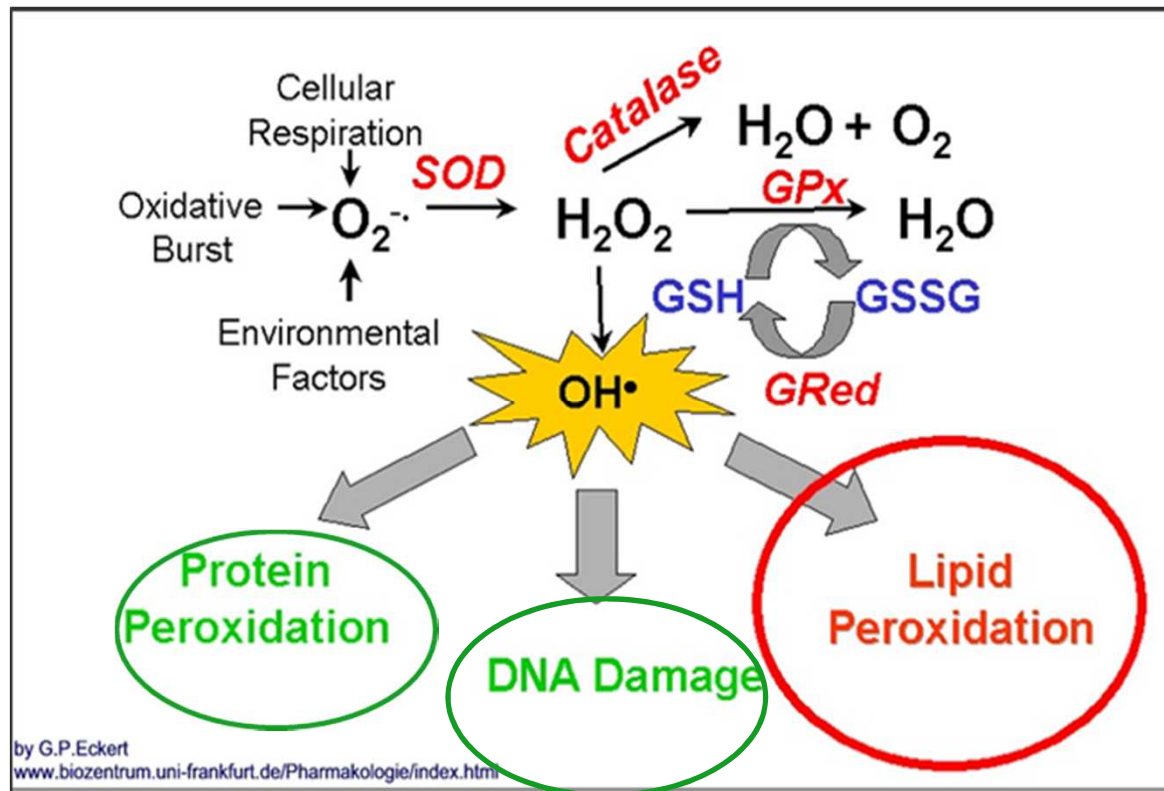 Cellular
Respiration
Oxidative
Burst
O₂⁻·
Environmental
Factors
SOD
H₂O₂
Catalase
H₂O + O₂
GPx
H₂O
GSH
GSSG
GRed
OH•
Protein
Peroxidation
DNA Damage
Lipid
Peroxidation
by G.P.Eckert
www.biozentrum.uni-frankfurt.de/Pharmakologie/index.html